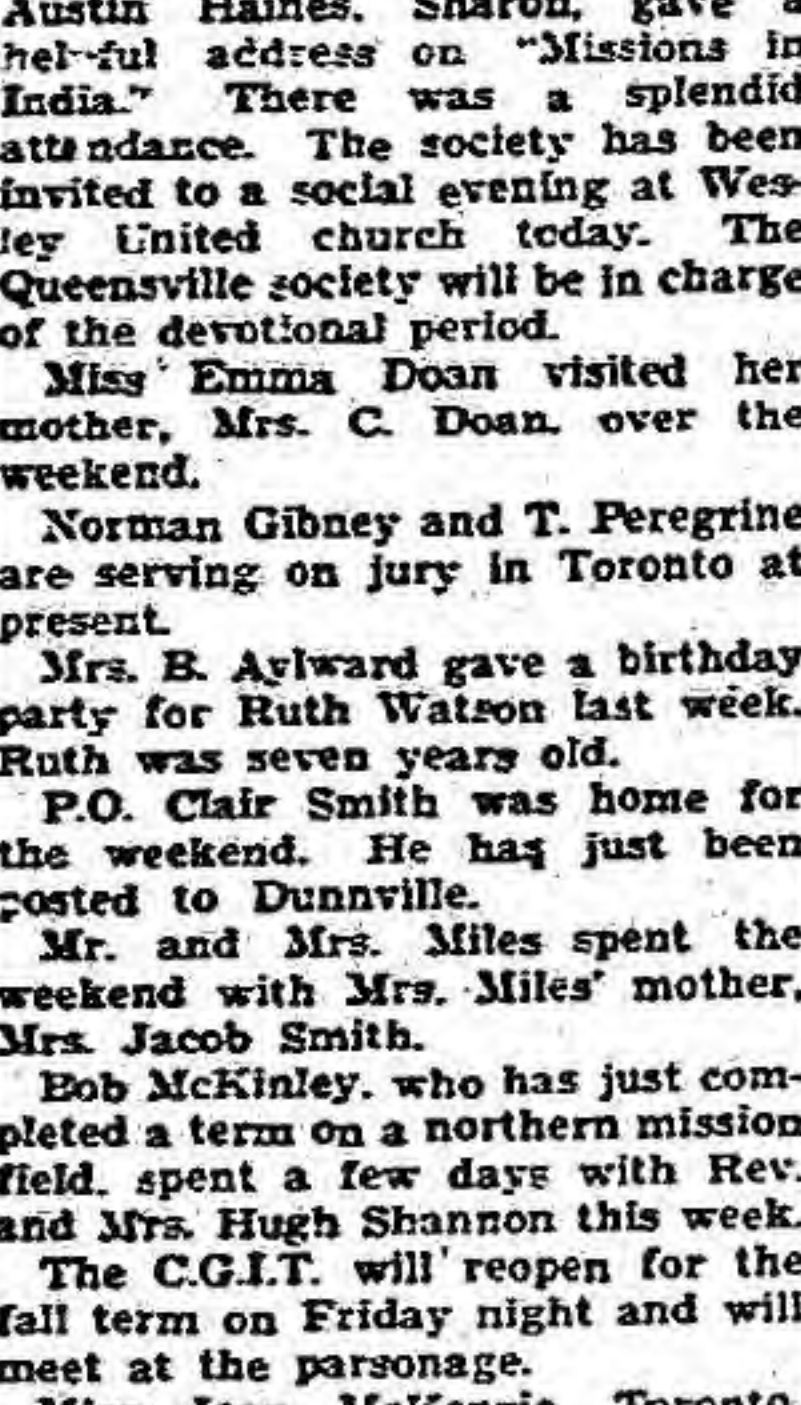 Austin Haines, Sharon, gave a
helpful address on "Missions in
India." There was a splendid
attendance. The society has been
invited to a social evening at Wes-
ley United church today. The
Queensville society will be in charge
of the devotional period.
Miss Emma Doan visited her
mother, Mrs. C. Doan, over the
weekend.
Norman Gibney and T. Peregrine
are serving on jury in Toronto at
present.
Mrs. B. Aylward gave a birthday
party for Ruth Watson last week.
Ruth was seven years old.
P.O. Clair Smith was home for
the weekend. He has just been
posted to Dunnville.
Mr. and Mrs. Miles spent the
weekend with Mrs. Miles' mother,
Mrs. Jacob Smith.
Bob McKinley, who has just com-
pleted a term on a northern mission
field, spent a few days with Rev.
and Mrs. Hugh Shannon this week.
The C.G.I.T. will reopen for the
fall term on Friday night and will
meet at the parsonage.
Miss McKenzie, Toronto,